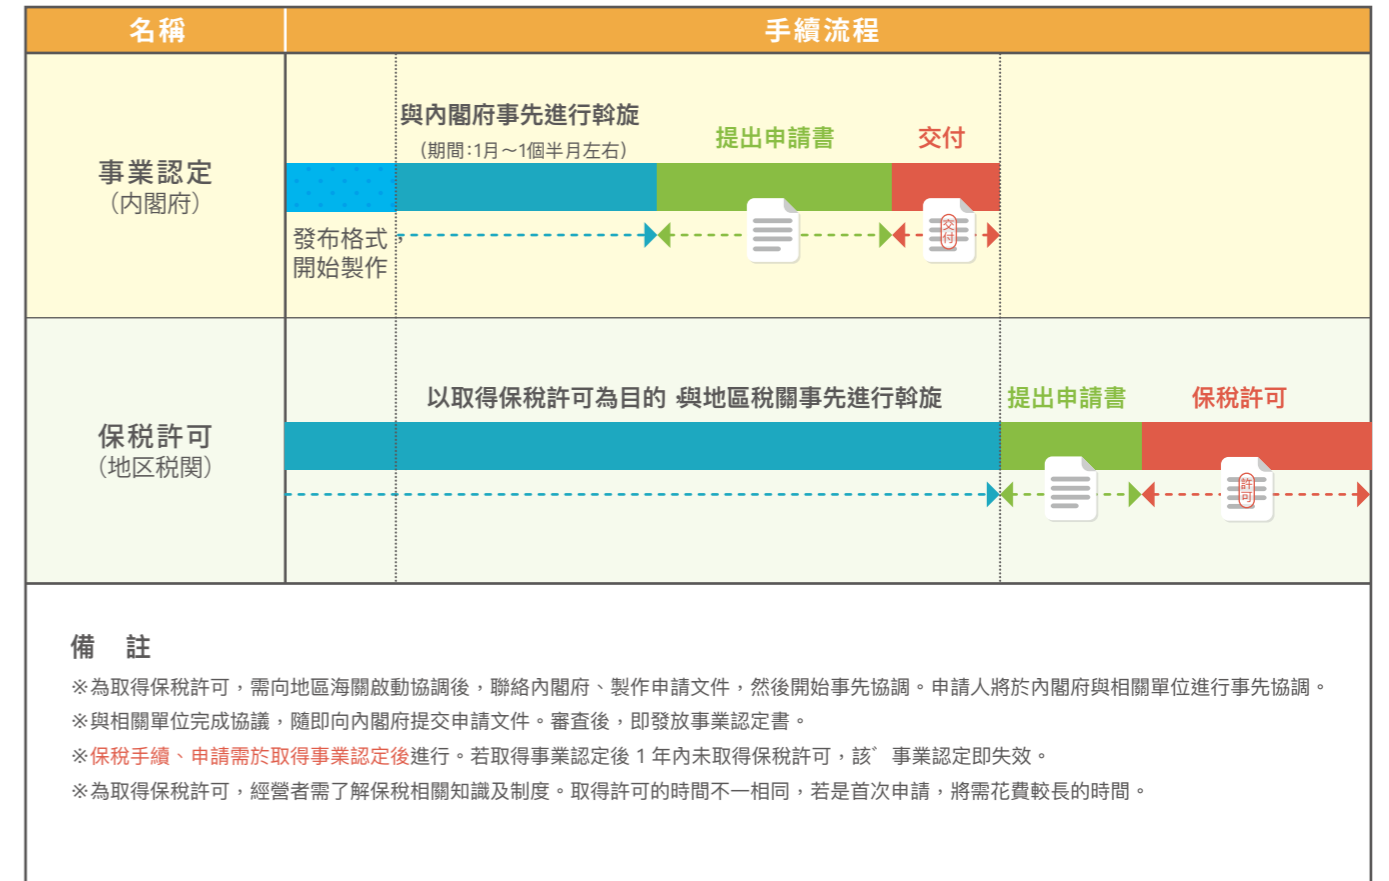 名稱
手續流程
事業認定
（内閣府）
與內閣府事先進行斡旋
（期間：1月～1個半月左右）
提出申請書
交付
發布格式，
開始製作
交付
保税許可
（地区税関）
以取得保稅許可為目的，與地區稅關事先進行斡旋
提出申請書
保稅許可
許可
備　註
※為取得保稅許可，需向地區海關啟動協調後，聯絡內閣府、製作申請文件，然後開始事先協調。申請人將於內閣府與相關單位進行事先協調。
※與相關單位完成協議，隨即向內閣府提交申請文件。審查後，即發放事業認定書。
※保稅手續、申請需於取得事業認定後進行。若取得事業認定後 1 年內未取得保稅許可，該゛事業認定即失效。
※為取得保稅許可，經營者需了解保稅相關知識及制度。取得許可的時間不一相同，若是首次申請，將需花費較長的時間。